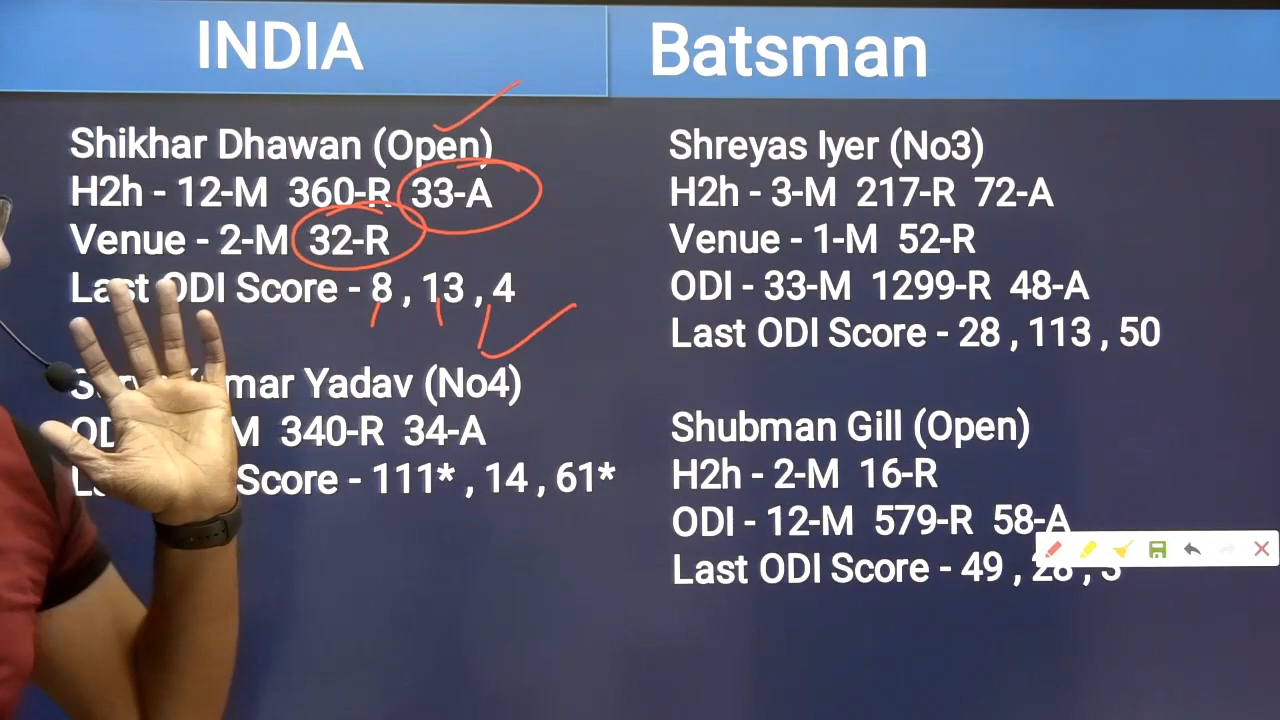 INDIA
Batsman
Shikhar Dhawan (Open)
H2h - 12-M 360-R 33-A
Venue - 2-M 32-R
Last ODI Score - 8 , 13 , 4
Yadav (No4)
340-R 34-A
Score - 111* , 14 , 61*
Shreyas Iyer (No3)
H2h - 3-M 217-R 72-A
Venue - 1-M 52-R
ODI - 33-M 1299-R 48-A
Last ODI Score - 28 , 113 , 50
Shubman Gill (Open)
H2h - 2-M 16-R
ODI - 12-M 579-R 58-A
Last ODI Score - 49 , 28 , 3